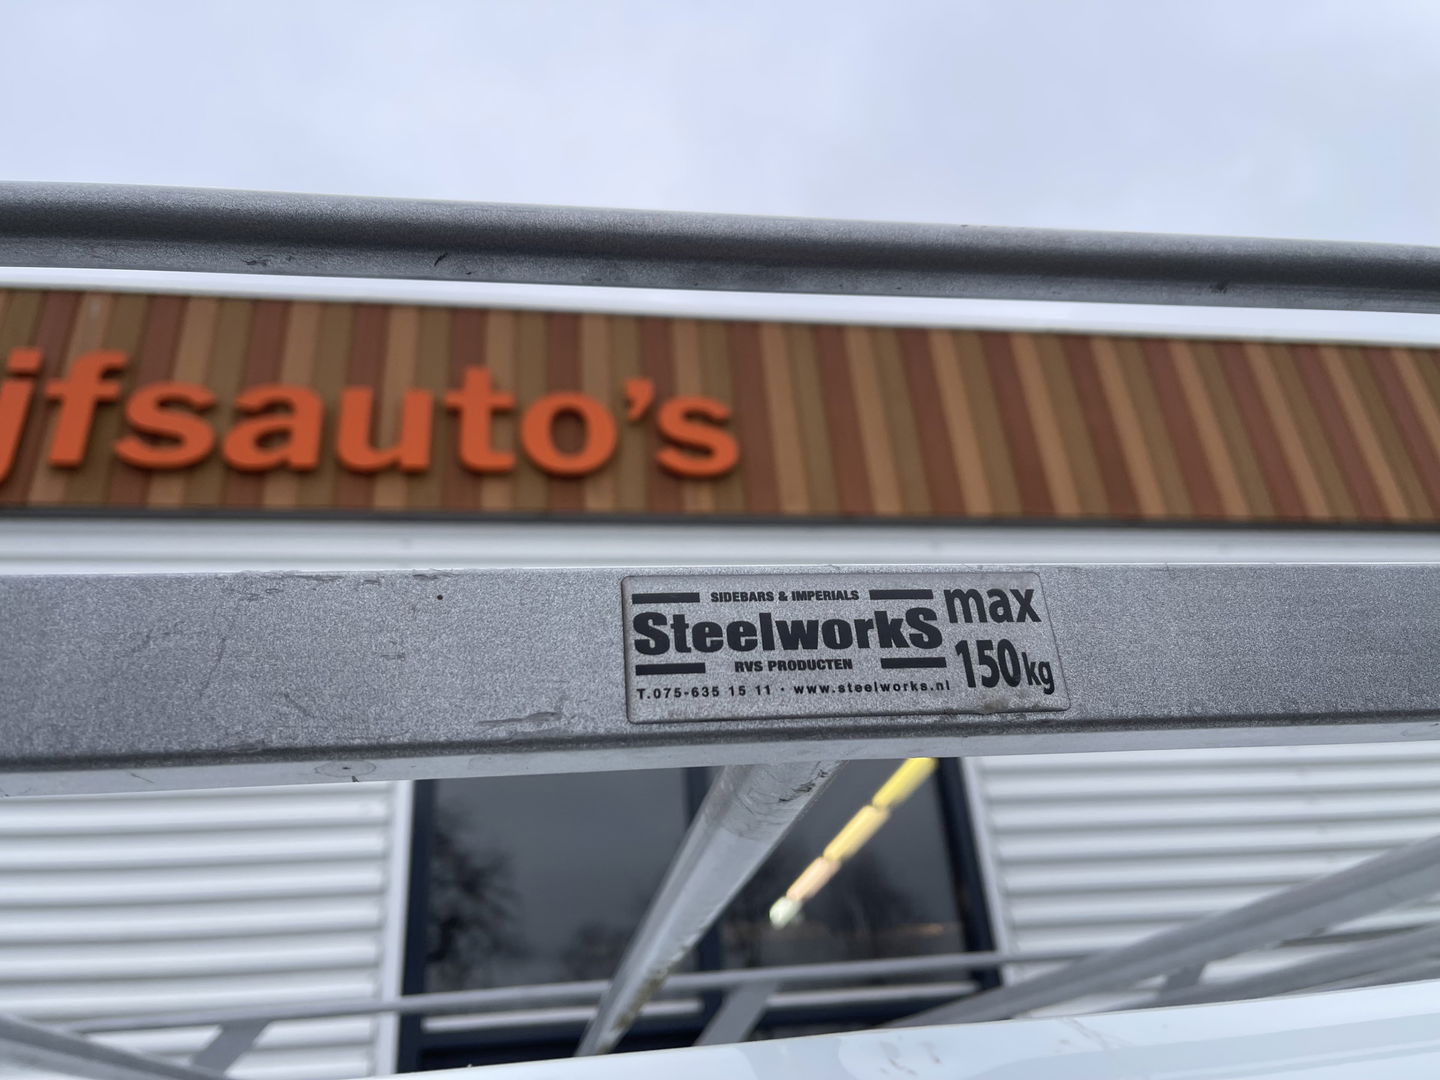 jfsauto's
SIDEBARS & IMPERIALS
SteelworkS
RVS PRODUCTEN
T.075-635 15 11 · www.steelworks.nl
max
150kg